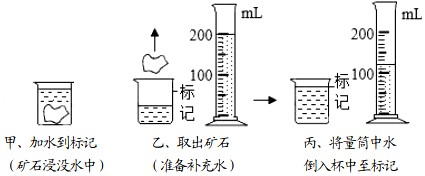 mL
200
100
标
记
mL
200
100
标
记
甲、加水到标记
（矿石浸没水中）
乙、取出矿石
（准备补充水）
丙、将量筒中水
倒入杯中至标记